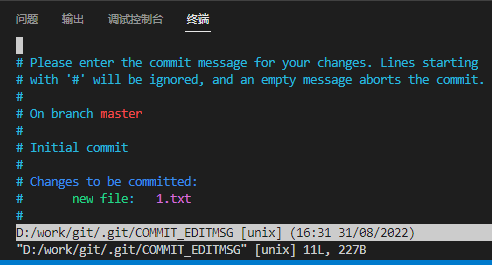 问题 输出 调试控制台 终端
# Please enter the commit message for your changes. Lines starting
# with '#' will be ignored, and an empty message aborts the commit.
#
# On branch master
#
# Initial commit
#
# Changes to be committed:
#       new file:   1.txt
#
D:/work/git/.git/COMMIT_EDITMSG [unix] (16:31 31/08/2022)
"D:/work/git/.git/COMMIT_EDITMSG" [unix] 11L, 227B